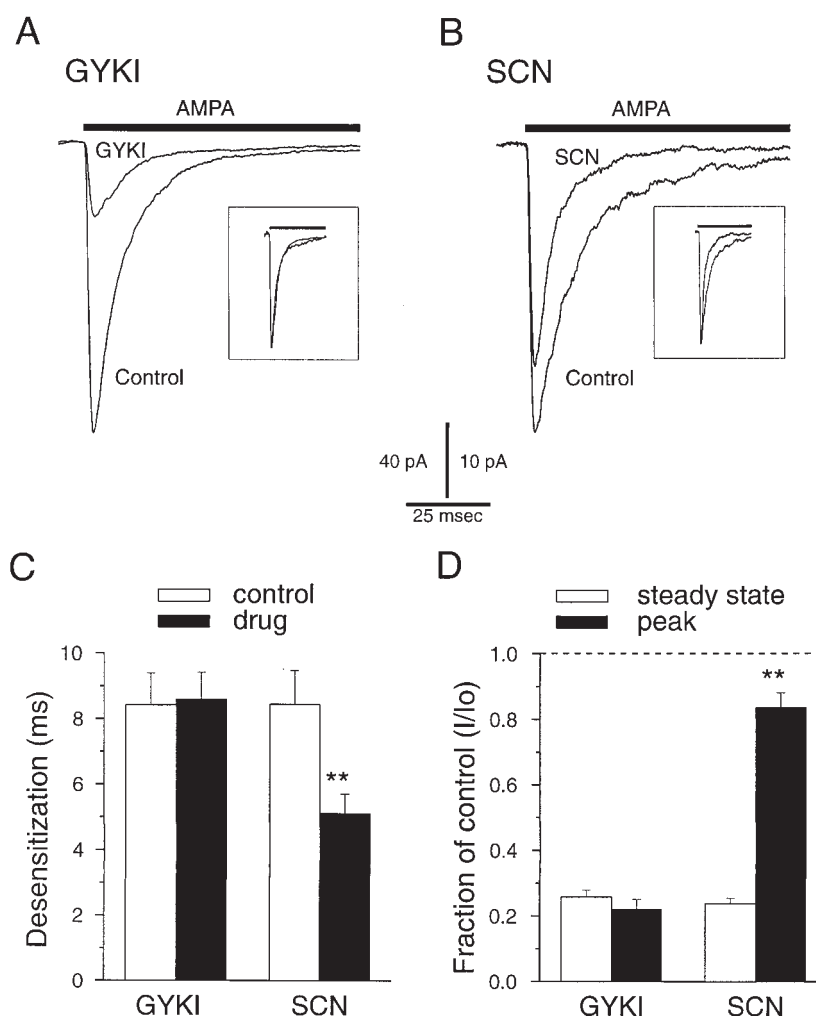 A
GYKI
AMPA
GYKI
Control
B
SCN
AMPA
SCN
Control
40 pA
10 pA
25 msec
C
control
drug
Desensitization (ms)
10
8
6
4
2
0
**
GYKI
SCN
D
steady state
peak
Fraction of control (I/Io)
1.0
0.8
0.6
0.4
0.2
0.0
**
GYKI
SCN